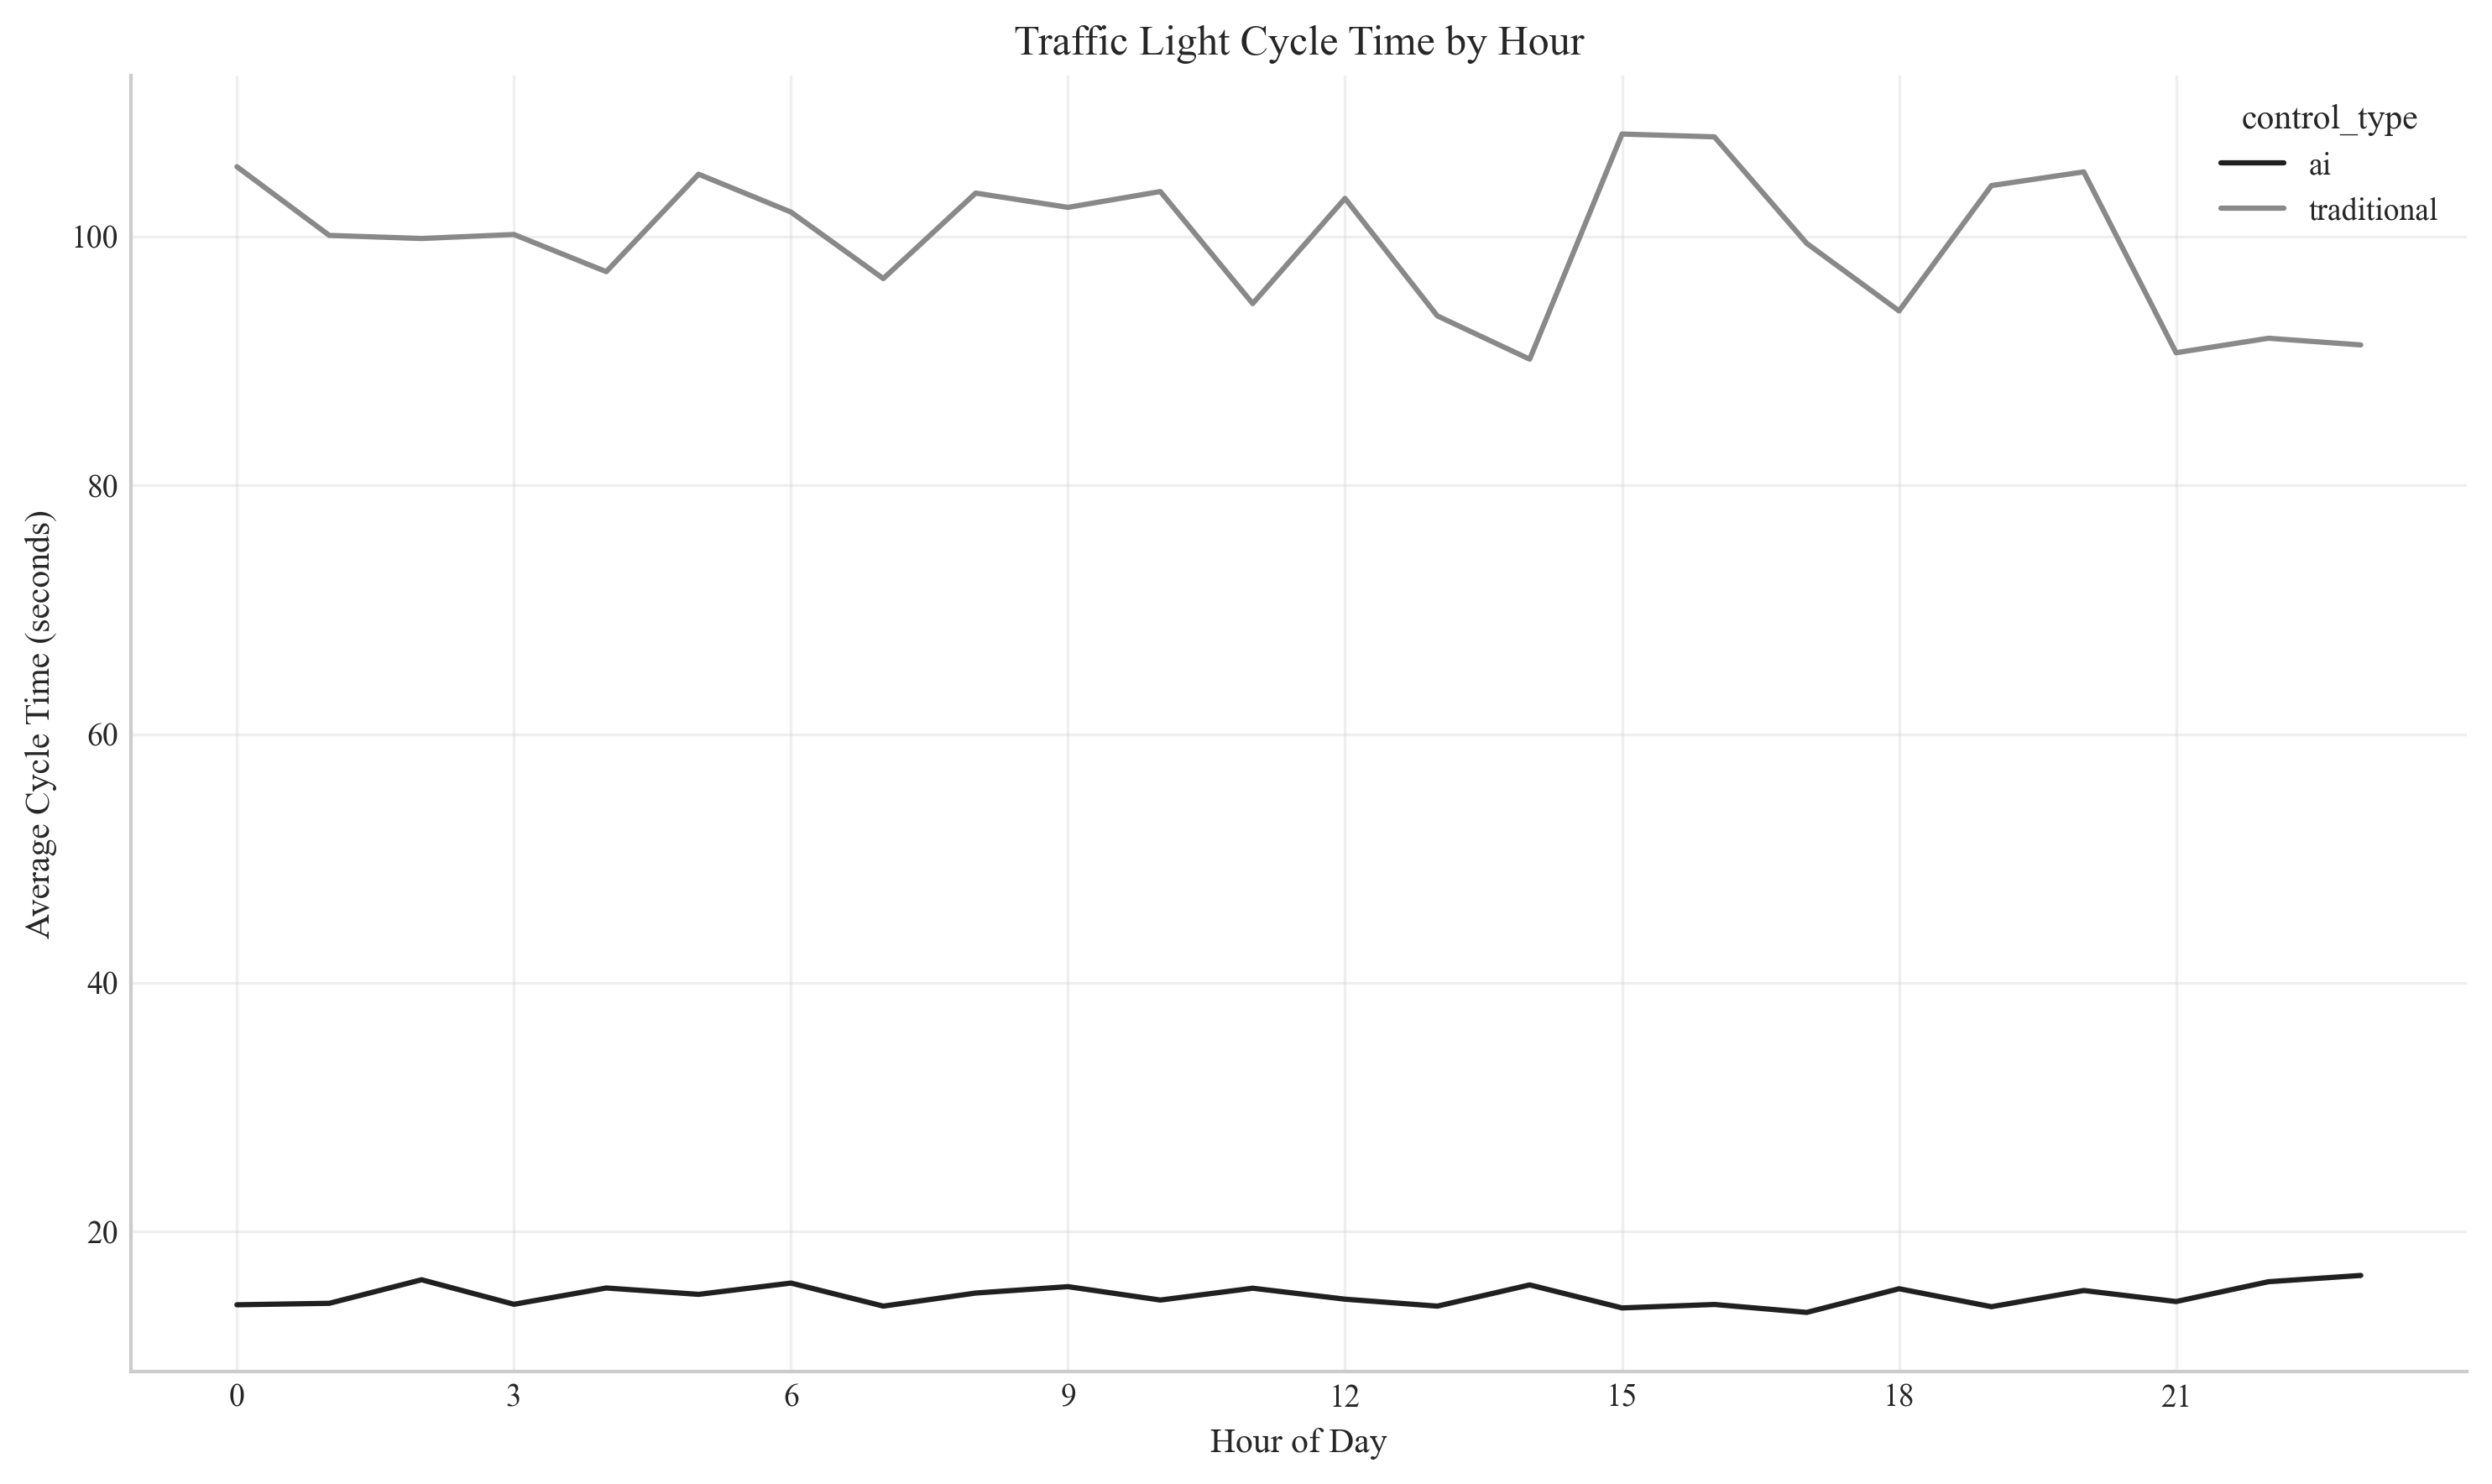 Traffic Light Cycle Time by Hour
control_type
ai
traditional
100
80
60
40
20
Average Cycle Time (seconds)
0 3 6 9 12 15 18 21
Hour of Day